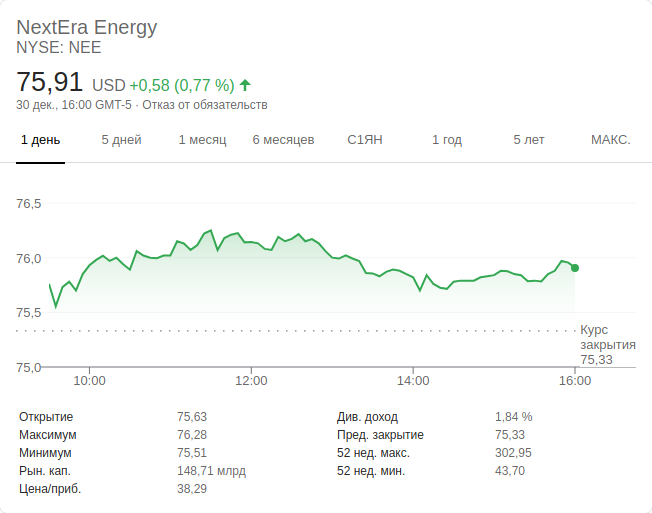 NextEra Energy
NYSE: NEE
75,91 USD +0,58 (0,77 %)
30 дек., 16:00 GMT-5 · Отказ от обязательств
1 день 5 дней 1 месяц 6 месяцев С1ЯН 1 год 5 лет МАКС.
76,5
76,0
75,5
Курс
закрытия
75,33
75,0
10:00 12:00 14:00 16:00
Открытие 75,63 Див. доход 1,84 %
Максимум 76,28 Пред. закрытие 75,33
Минимум 75,51 52 нед. макс. 302,95
Рын. кап. 148,71 млрд 52 нед. мин. 43,70
Цена/приб. 38,29